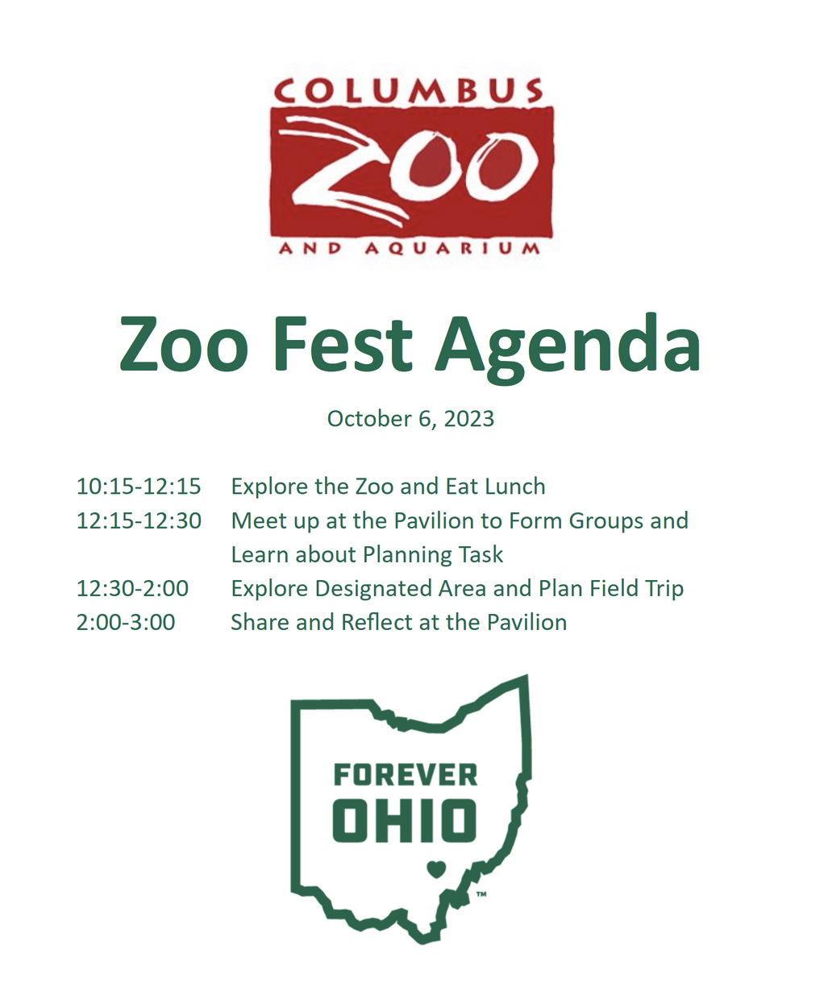 COLUMBUS
ZOO
AND AQUARIUM
Zoo Fest Agenda
October 6, 2023
10:15-12:15 Explore the Zoo and Eat Lunch
12:15-12:30 Meet up at the Pavilion to Form Groups and
Learn about Planning Task
12:30-2:00 Explore Designated Area and Plan Field Trip
2:00-3:00 Share and Reflect at the Pavilion
FOREVER
OHIO
TM